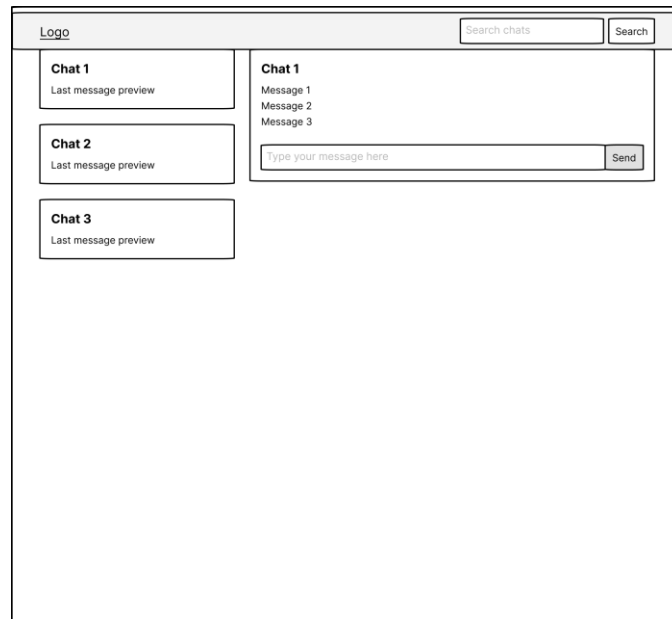 Logo
Search chats
Search
Chat 1
Last message preview
Chat 2
Last message preview
Chat 3
Last message preview
Chat 1
Message 1
Message 2
Message 3
Type your message here
Send